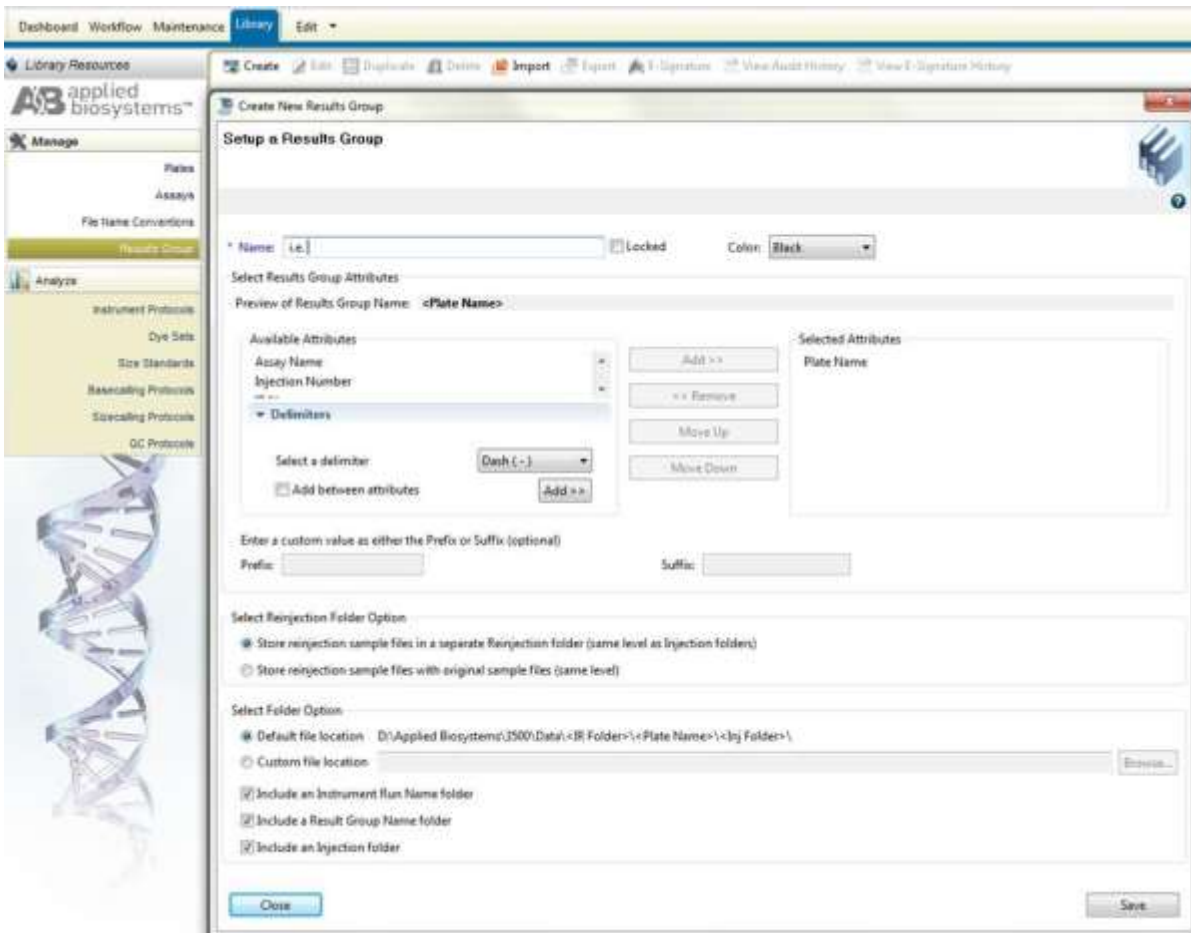 Dashboard Workflow Maintenance Library Edit
Library Resources
Create Edit Duplicate Delete Import Export E-Signature View Audit History View E-Signature History
AB applied biosystems™
Create New Results Group
Setup a Results Group
Manage
Plates
Assays
File Name Conventions
Results Group
Analyze
Instrument Protocols
Dye Sets
Size Standards
Basecalling Protocols
Sizecalling Protocols
QC Protocols
* Name: i.e. Locked Color: Black
Select Results Group Attributes
Preview of Results Group Name: <Plate Name>
Available Attributes
Assay Name
Injection Number
Delimiters
Select a delimiter Dash ( - )
Add between attributes Add >>
Add >>
<< Remove
Move Up
Move Down
Selected Attributes
Plate Name
Enter a custom value as either the Prefix or Suffix (optional)
Prefix: Suffix:
Select Reinjection Folder Option
Store reinjection sample files in a separate Reinjection folder (same level as Injection folders)
Store reinjection sample files with original sample files (same level)
Select Folder Option
Default file location D:\Applied Biosystems\3500\Data\<IR Folder>\<Plate Name>\<Inj Folder>\
Custom file location Browse...
Include an Instrument Run Name folder
Include a Result Group Name folder
Include an Injection folder
Close Save